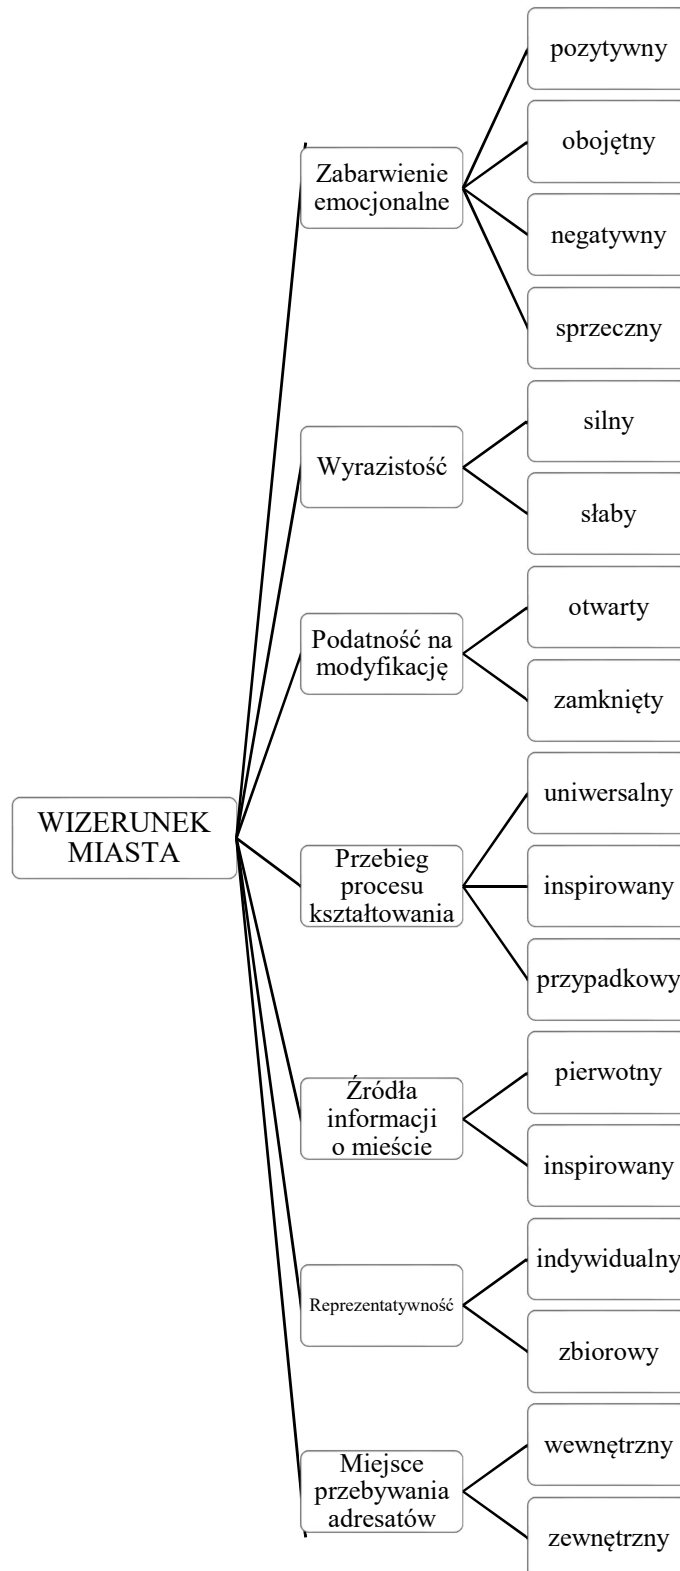 pozytywny
Zabarwienie
emocjonalne
obojętny
negatywny
sprzeczny
silny
Wyrazistość
słaby
otwarty
Podatność na
modyfikację
zamknięty
WIZERUNEK
MIASTA
uniwersalny
Przebieg
procesu
kształtowania
inspirowany
przypadkowy
pierwotny
Źródła
informacji
o mieście
inspirowany
indywidualny
Reprezentatywność
zbiorowy
wewnętrzny
Miejsce
przebywania
adresatów
zewnętrzny